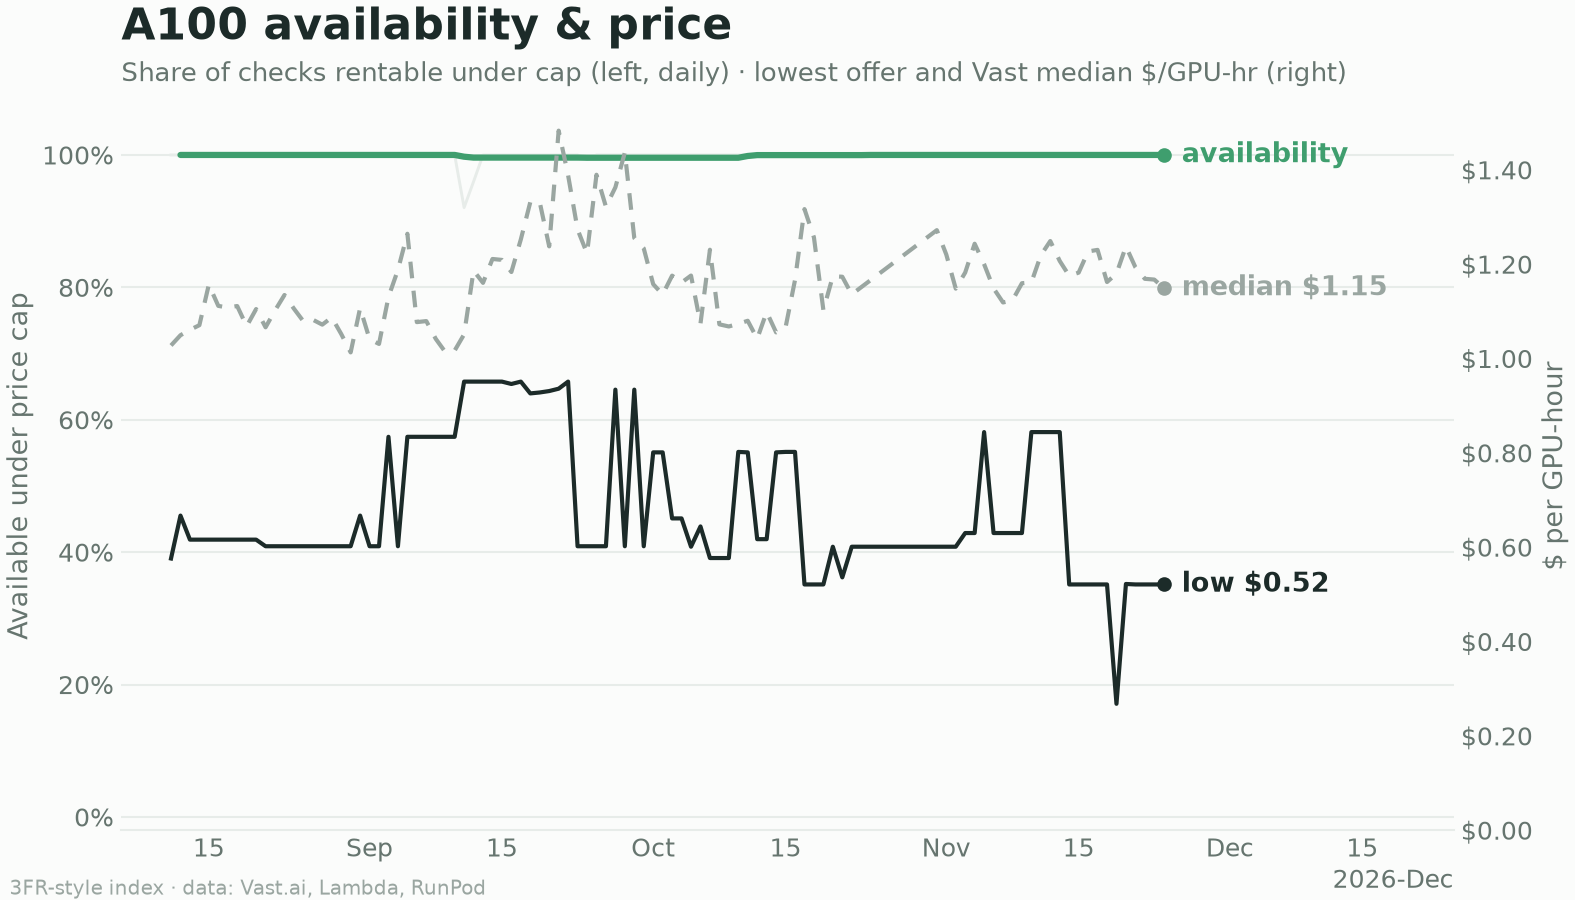 A100 availability & price
Share of checks rentable under cap (left, daily) · lowest offer and Vast median $/GPU-hr (right)
Available under price cap
100%
80%
60%
40%
20%
0%
availability
median $1.15
low $0.52
$1.40
$1.20
$1.00
$0.80
$0.60
$0.40
$0.20
$0.00
$ per GPU-hour
15 Sep 15 Oct 15 Nov 15 Dec 15
2026-Dec
3FR-style index · data: Vast.ai, Lambda, RunPod